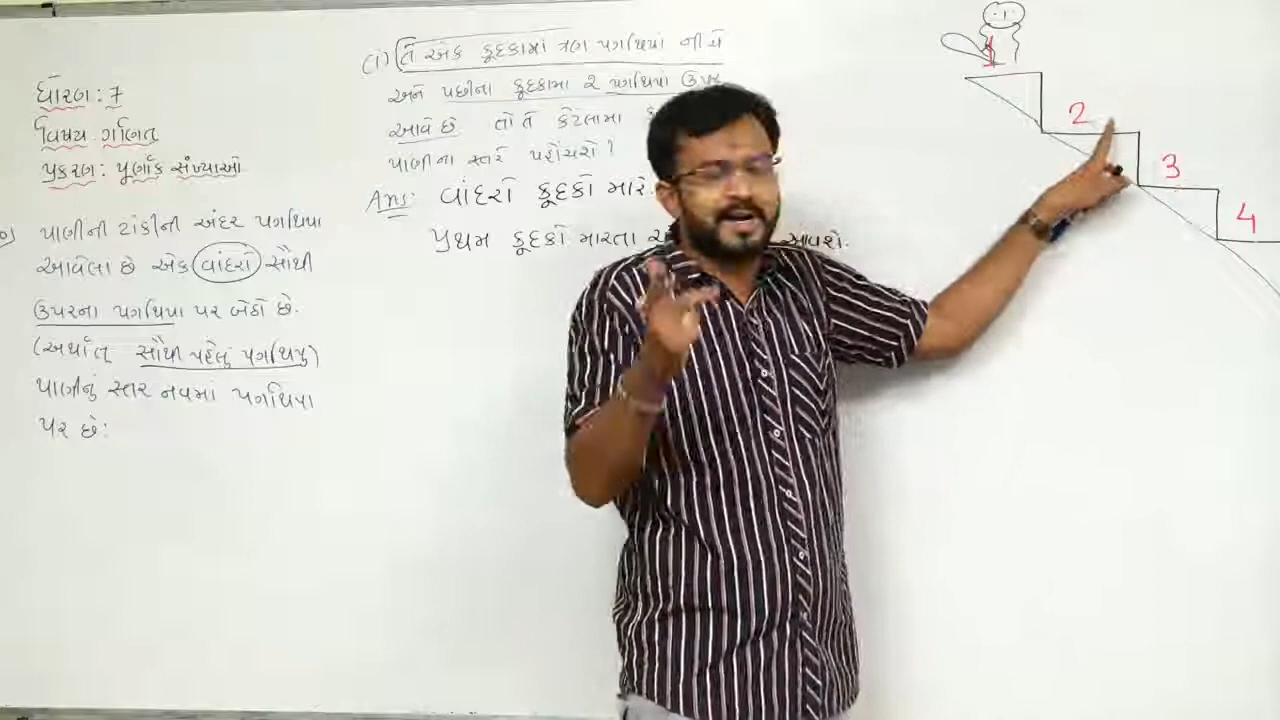 ધોરણ : 7
વિષય ગણિત
પ્રકરણ : પૂર્ણાંક સંખ્યાઓ
પાણીની ટાંકીની અંદર પગથિયા
આવેલા છે એક વાંદરો સૌથી
ઉપરના પગથિયા પર બેઠો છે.
(અર્થાત્ સૌથી પહેલું પગથિયુ)
પાણીનું સ્તર નવમાં પગથિયા
પર છે:
(i) તે એક કૂદકામાં ત્રણ પગથિયાં નીચે
અને પછીના કૂદકામા 2 પગથિયા
આવે છે તો તે કેટલામા
પાણીના સ્તરે પહોંચશે ?
Ans: વાંદરો કૂદકો મારે
પ્રથમ કૂદકો મારતા આવશે.
1
2
3
4